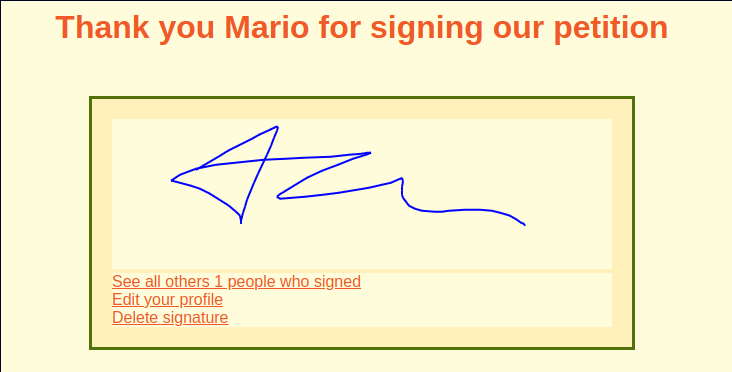 Thank you Mario for signing our petition
See all others 1 people who signed
Edit your profile
Delete signature